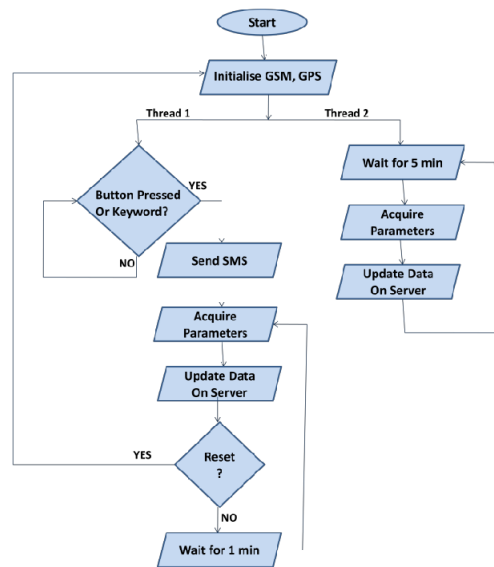 Start
Initialise GSM, GPS
Thread 1
Thread 2
Button Pressed
Or Keyword?
YES
NO
Send SMS
Acquire
Parameters
Update Data
On Server
Reset
?
YES
NO
Wait for 1 min
Wait for 5 min
Acquire
Parameters
Update Data
On Server